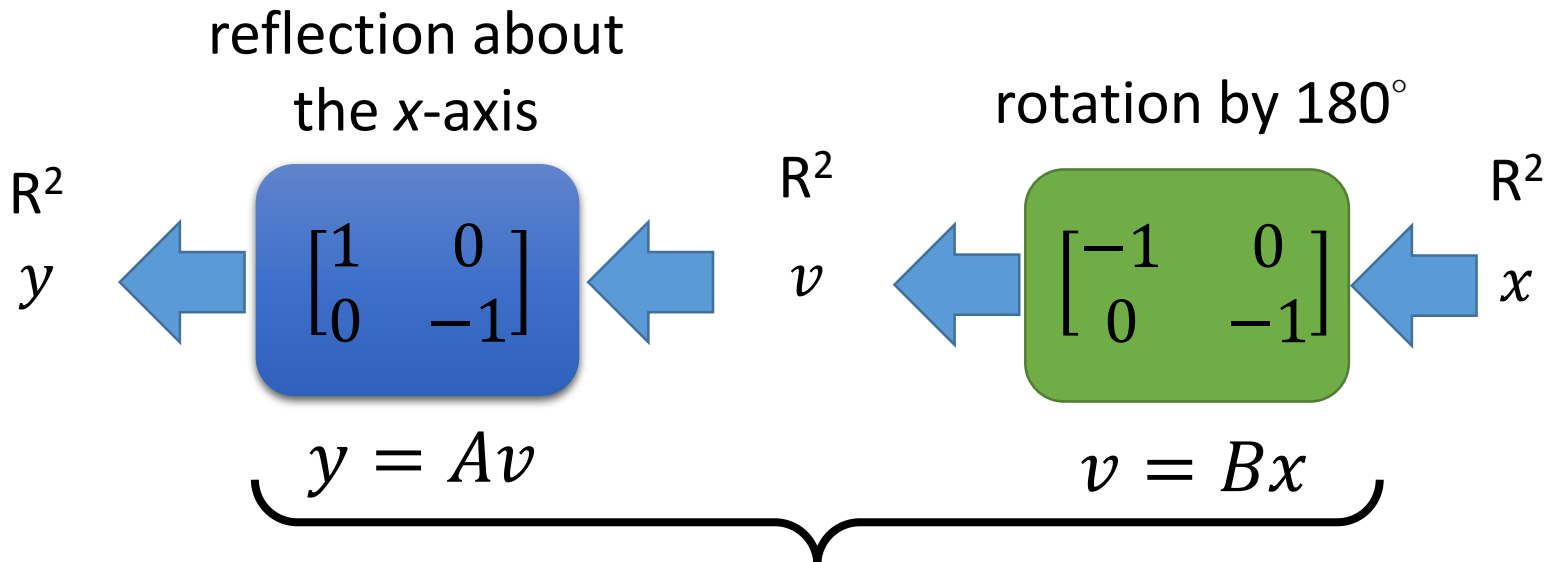 reflection about
the x-axis
rotation by 180°
R²
R²
R²
y
[1 0
0 −1]
v
[−1 0
0 −1]
x
y = Av
v = Bx